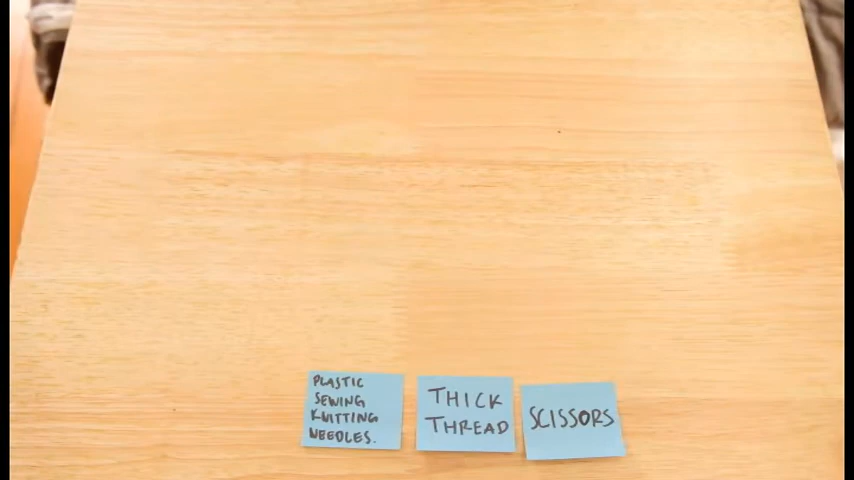 PLASTIC
SEWING
KNITTING
NEEDLES.
THICK
THREAD
SCISSORS